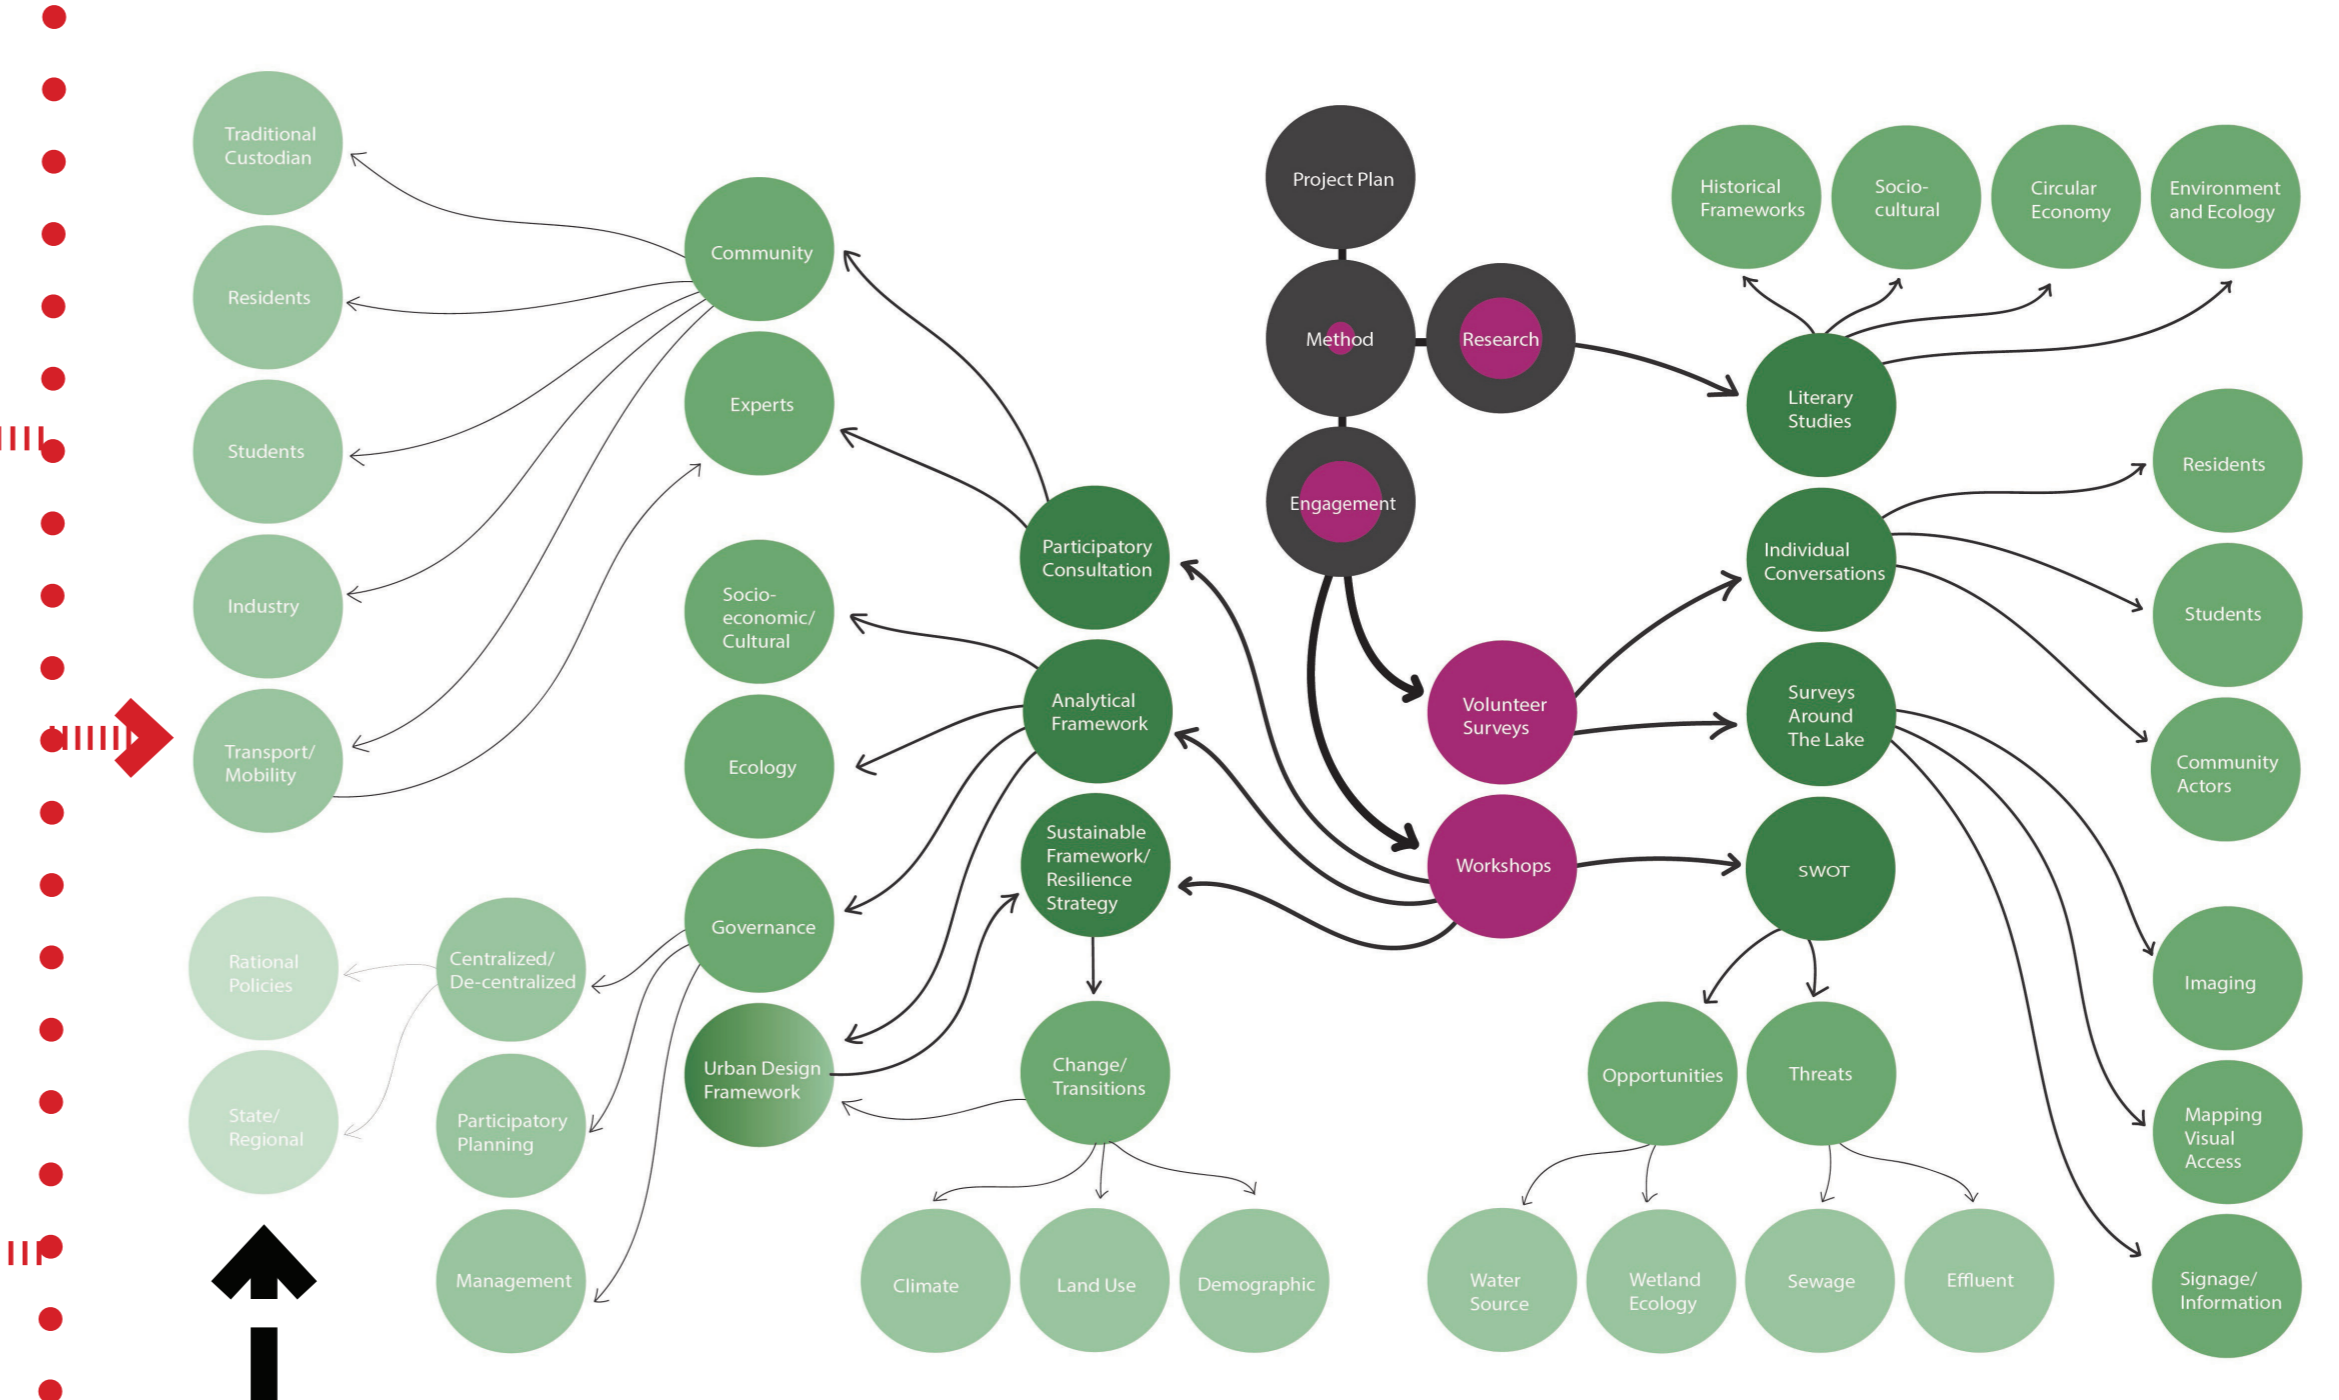 Project Plan
Method
Research
Engagement
Historical
Frameworks
Socio-
cultural
Circular
Economy
Environment
and Ecology
Literary
Studies
Individual
Conversations
Residents
Students
Community
Actors
Volunteer
Surveys
Surveys
Around
The Lake
Imaging
Mapping
Visual
Access
Signage/
Information
Workshops
SWOT
Opportunities
Threats
Water
Source
Wetland
Ecology
Sewage
Effluent
Participatory
Consultation
Community
Experts
Traditional
Custodian
Residents
Students
Industry
Transport/
Mobility
Analytical
Framework
Socio-
economic/
Cultural
Ecology
Governance
Urban Design
Framework
Centralized/
De-centralized
Participatory
Planning
Management
Rational
Policies
State/
Regional
Sustainable
Framework/
Resilience
Strategy
Change/
Transitions
Climate
Land Use
Demographic